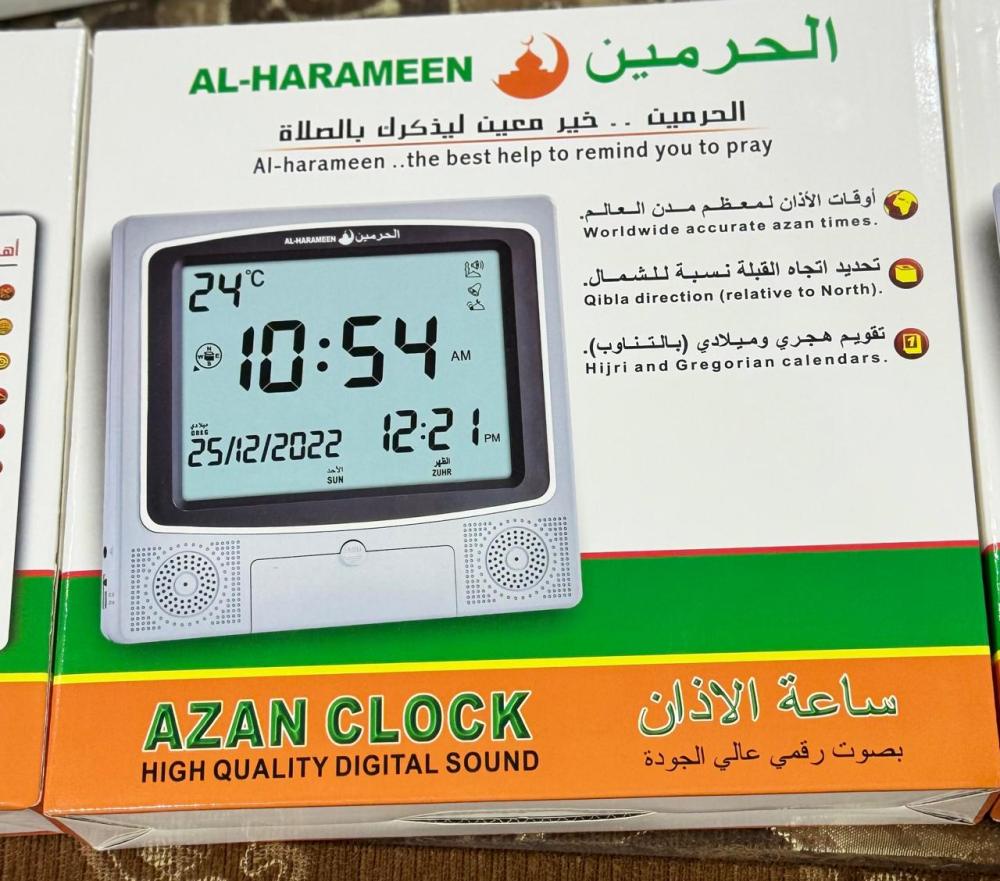 AL-HARAMEEN الحرمين
الحرمين .. خير معين ليذكرك بالصلاة
Al-harameen ..the best help to remind you to pray
أوقات الأذان لمعظم مدن العالم.
Worldwide accurate azan times.
تحديد اتجاه القبلة نسبة للشمال.
Qibla direction (relative to North).
تقويم هجري وميلادي (بالتناوب).
Hijri and Gregorian calendars.
AL-HARAMEEN الحرمين
24°C
N
W E
S
10:54 AM
ميلادي
GREG
25/12/2022 12:21 PM
الأحد
SUN
الظهر
ZUHR
AZAN CLOCK
HIGH QUALITY DIGITAL SOUND
ساعة الاذان
بصوت رقمي عالي الجودة